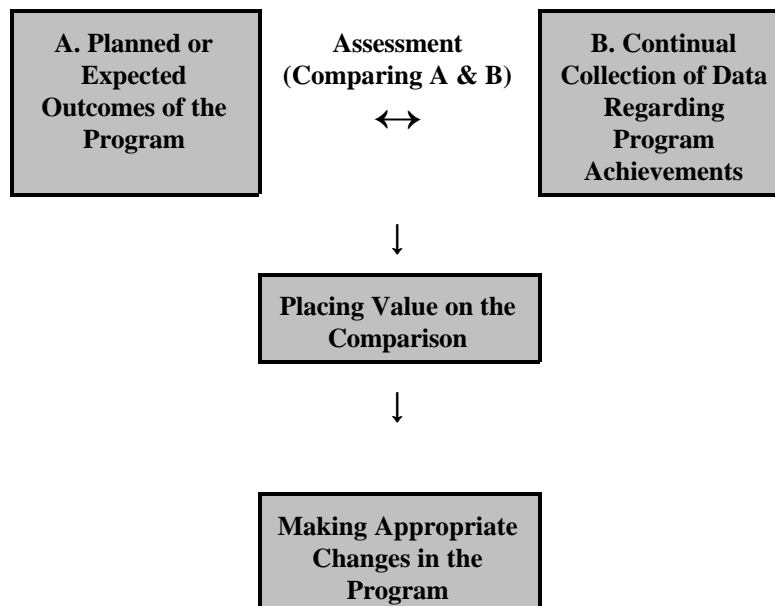 A. Planned or
Expected
Outcomes of the
Program
Assessment
(Comparing A & B)
↔
B. Continual
Collection of Data
Regarding
Program
Achievements
↓
Placing Value on the
Comparison
↓
Making Appropriate
Changes in the
Program